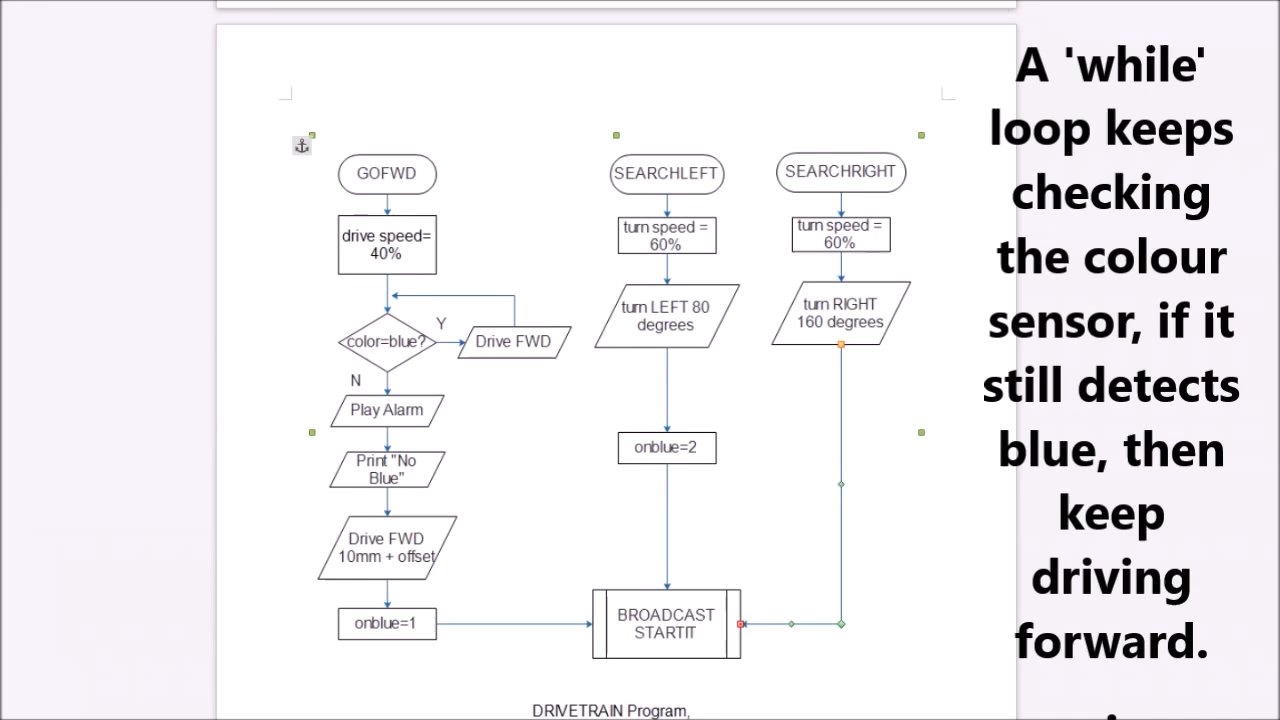 GOFWD
drive speed=
40%
color=blue?
Y
Drive FWD
N
Play Alarm
Print "No
Blue"
Drive FWD
10mm + offset
onblue=1
SEARCHLEFT
turn speed =
60%
turn LEFT 80
degrees
onblue=2
BROADCAST
STARTIT
SEARCHRIGHT
turn speed =
60%
turn RIGHT
160 degrees
DRIVETRAIN Program,
A 'while'
loop keeps
checking
the colour
sensor, if it
still detects
blue, then
keep
driving
forward.